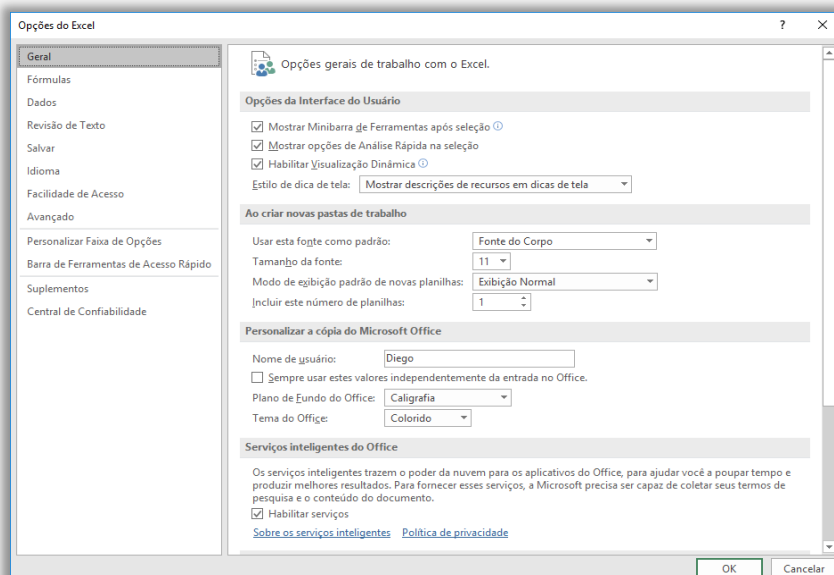 Opções do Excel
?
Geral
Fórmulas
Dados
Revisão de Texto
Salvar
Idioma
Facilidade de Acesso
Avançado
Personalizar Faixa de Opções
Barra de Ferramentas de Acesso Rápido
Suplementos
Central de Confiabilidade
Opções gerais de trabalho com o Excel.
Opções da Interface do Usuário
Mostrar Minibarra de Ferramentas após seleção
Mostrar opções de Análise Rápida na seleção
Habilitar Visualização Dinâmica
Estilo de dica de tela: Mostrar descrições de recursos em dicas de tela
Ao criar novas pastas de trabalho
Usar esta fonte como padrão: Fonte do Corpo
Tamanho da fonte: 11
Modo de exibição padrão de novas planilhas: Exibição Normal
Incluir este número de planilhas: 1
Personalizar a cópia do Microsoft Office
Nome de usuário: Diego
Sempre usar estes valores independentemente da entrada no Office.
Plano de Fundo do Office: Caligrafia
Tema do Office: Colorido
Serviços inteligentes do Office
Os serviços inteligentes trazem o poder da nuvem para os aplicativos do Office, para ajudar você a poupar tempo e
produzir melhores resultados. Para fornecer esses serviços, a Microsoft precisa ser capaz de coletar seus termos de
pesquisa e o conteúdo do documento.
Habilitar serviços
Sobre os serviços inteligentes Política de privacidade
OK Cancelar